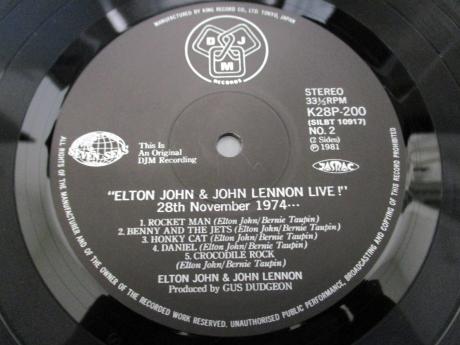 MANUFACTURED BY KING RECORD CO., LTD. TOKYO, JAPAN
D J M
RECORDS
STEREO
33⅓RPM
K28P-200
(SILBT 10917)
NO. 2
(2 Sides)
Ⓟ 1981
This Is
An Original
DJM Recording
JASRAC
"ELTON JOHN & JOHN LENNON LIVE!"
28th November 1974···
1. ROCKET MAN (Elton John/Bernie Taupin)
2. BENNY AND THE JETS (Elton John/Bernie Taupin)
3. HONKY CAT (Elton John/Bernie Taupin)
4. DANIEL (Elton John/Bernie Taupin)
5. CROCODILE ROCK
(Elton John/Bernie Taupin)
ELTON JOHN & JOHN LENNON
Produced by GUS DUDGEON
ALL RIGHTS OF THE MANUFACTURER AND OF THE OWNER OF THE RECORDED WORK RESERVED. UNAUTHORISED PUBLIC PERFORMANCE, BROADCASTING AND COPYING OF THIS RECORD PROHIBITED